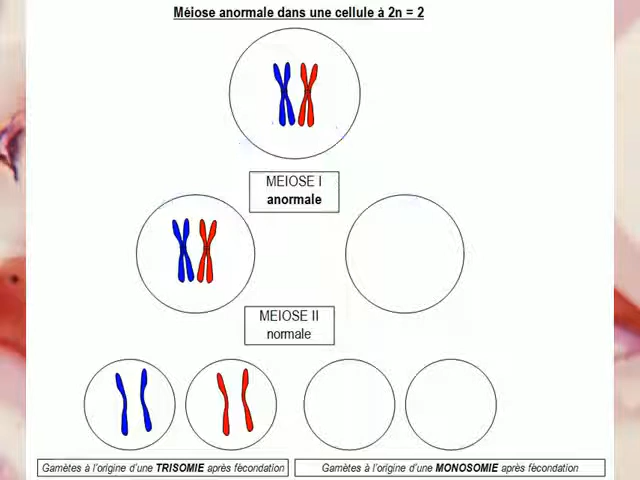 Méiose anormale dans une cellule à 2n = 2
MEIOSE I
anormale
MEIOSE II
normale
Gamètes à l'origine d'une TRISOMIE après fécondation
Gamètes à l'origine d'une MONOSOMIE après fécondation